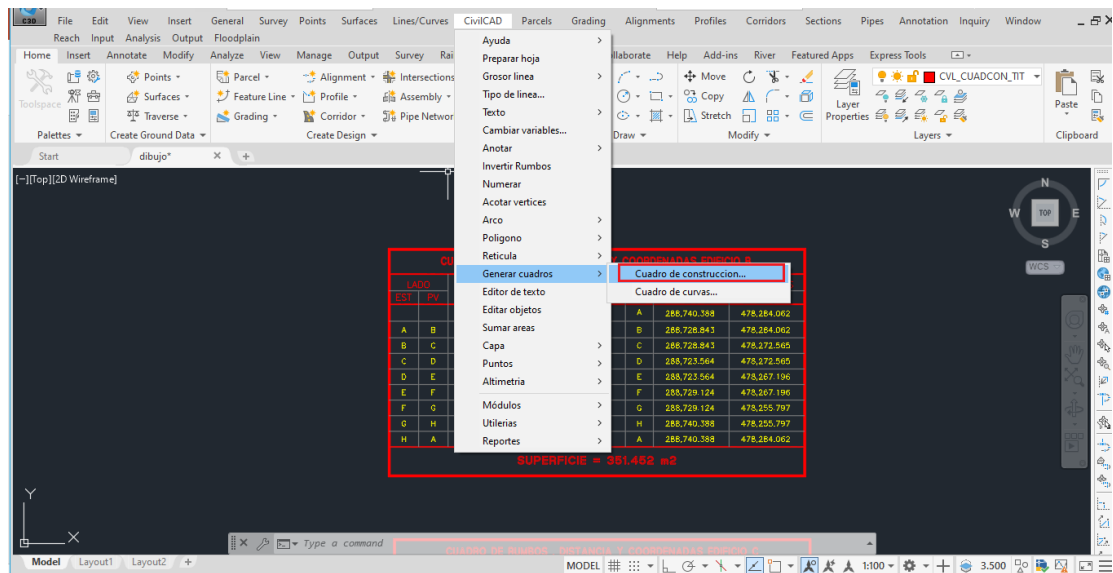 C3D File Edit View Insert General Survey Points Surfaces Lines/Curves CivilCAD Parcels Grading Alignments Profiles Corridors Sections Pipes Annotation Inquiry Window
Reach Input Analysis Output Floodplain
Home Insert Annotate Modify Analyze View Manage Output Survey Rai
llaborate Help Add-ins River Featured Apps Express Tools
Toolspace
Points Parcel Alignment Intersections
Surfaces Feature Line Profile Assembly
Traverse Grading Corridor Pipe Networ
Palettes Create Ground Data Create Design
Move Copy Stretch
Layer Properties
CVL_CUADCON_TIT
Paste
Draw Modify Layers Clipboard
Start dibujo*
[−][Top][2D Wireframe]
Ayuda
Preparar hoja
Grosor linea
Tipo de linea...
Texto
Cambiar variables...
Anotar
Invertir Rumbos
Numerar
Acotar vertices
Arco
Poligono
Reticula
Generar cuadros
Editor de texto
Editar objetos
Sumar areas
Capa
Puntos
Altimetria
Módulos
Utilerias
Reportes
Cuadro de construccion...
Cuadro de curvas...
N
W TOP E
S
WCS
CU Y COORDENADAS EDIFICIO B
LADO
EST PV
A 288,740.388 478,284.062
A B B 288,728.843 478,284.062
B C C 288,728.843 478,272.565
C D D 288,723.564 478,272.565
D E E 288,723.564 478,267.196
E F F 288,729.124 478,267.196
F G G 288,729.124 478,255.797
G H H 288,740.388 478,255.797
H A A 288,740.388 478,284.062
SUPERFICIE = 351.452 m2
Y
X
Type a command
CUADRO DE RUMBOS DISTANCIA Y COORDENADAS EDIFICIO C
Model Layout1 Layout2 +
MODEL 1:100 3.500